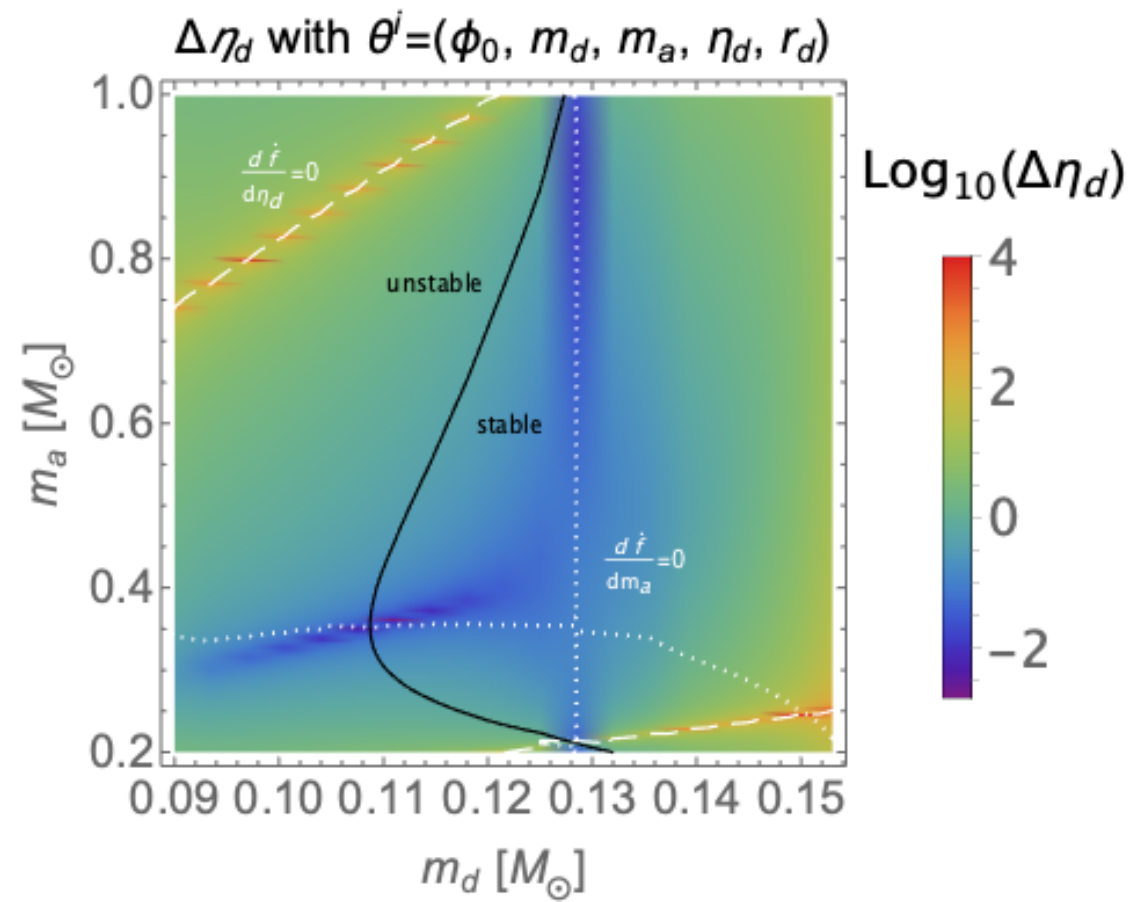 Δη_d with θ^i=(ϕ_0, m_d, m_a, η_d, r_d)
1.0
0.8
0.6
0.4
0.2
m_a [M_⊙]
dḟ/dη_d=0
unstable
stable
dḟ/dm_a=0
0.09 0.10 0.11 0.12 0.13 0.14 0.15
m_d [M_⊙]
Log_10(Δη_d)
4
2
0
-2